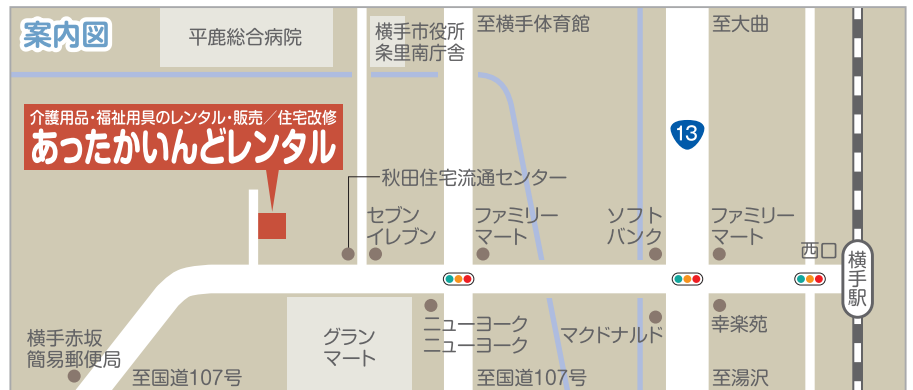 案内図
平鹿総合病院
横手市役所
条里南庁舎
至横手体育館
至大曲
介護用品・福祉用具のレンタル・販売／住宅改修
あったかいんどレンタル
13
秋田住宅流通センター
セブン
イレブン
ファミリー
マート
ソフト
バンク
ファミリー
マート
西口
横手駅
横手赤坂
簡易郵便局
グラン
マート
ニューヨーク
ニューヨーク
マクドナルド
幸楽苑
至国道107号
至国道107号
至湯沢